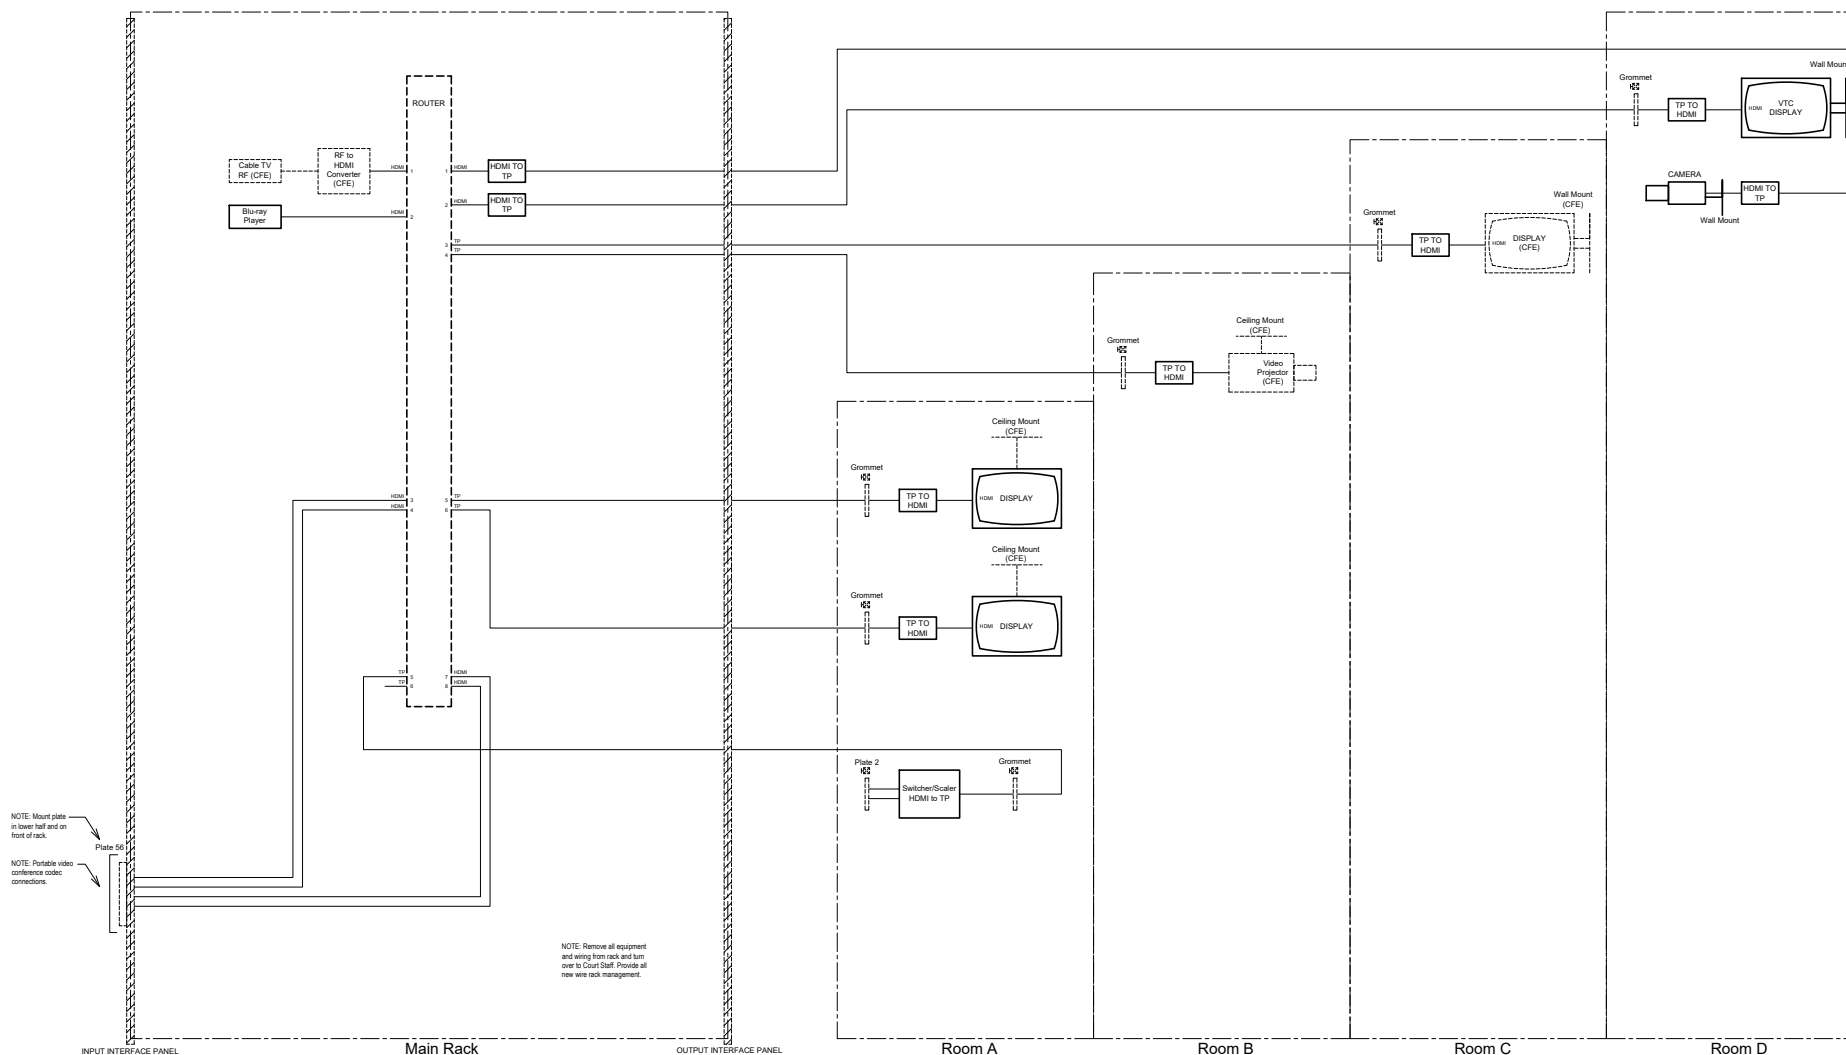 ROUTER
Cable TV
RF (CFE)
RF to
HDMI
Converter
(CFE)
HDMI
1
Blu-ray
Player
HDMI
2
1
HDMI
HDMI TO
TP
2
HDMI
HDMI TO
TP
3
TP
4
TP
HDMI
3
HDMI
4
5
TP
6
TP
TP
5
TP
6
7
HDMI
8
HDMI
NOTE: Mount plate
in lower half and on
front of rack.
Plate 56
NOTE: Portable video
conference codec
connections.
NOTE: Remove all equipment
and wiring from rack and turn
over to Court Staff. Provide all
new wire rack management.
INPUT INTERFACE PANEL
Main Rack
OUTPUT INTERFACE PANEL
Ceiling Mount
(CFE)
Grommet
TP TO
HDMI
HDMI
DISPLAY
Ceiling Mount
(CFE)
Grommet
TP TO
HDMI
HDMI
DISPLAY
Plate 2
Switcher/Scaler
HDMI to TP
Grommet
Room A
Ceiling Mount
(CFE)
Grommet
TP TO
HDMI
Video
Projector
(CFE)
Room B
Wall Mount
(CFE)
Grommet
TP TO
HDMI
HDMI
DISPLAY
(CFE)
Room C
Wall Moun
Grommet
TP TO
HDMI
HDMI
VTC
DISPLAY
CAMERA
HDMI TO
TP
Wall Mount
Room D